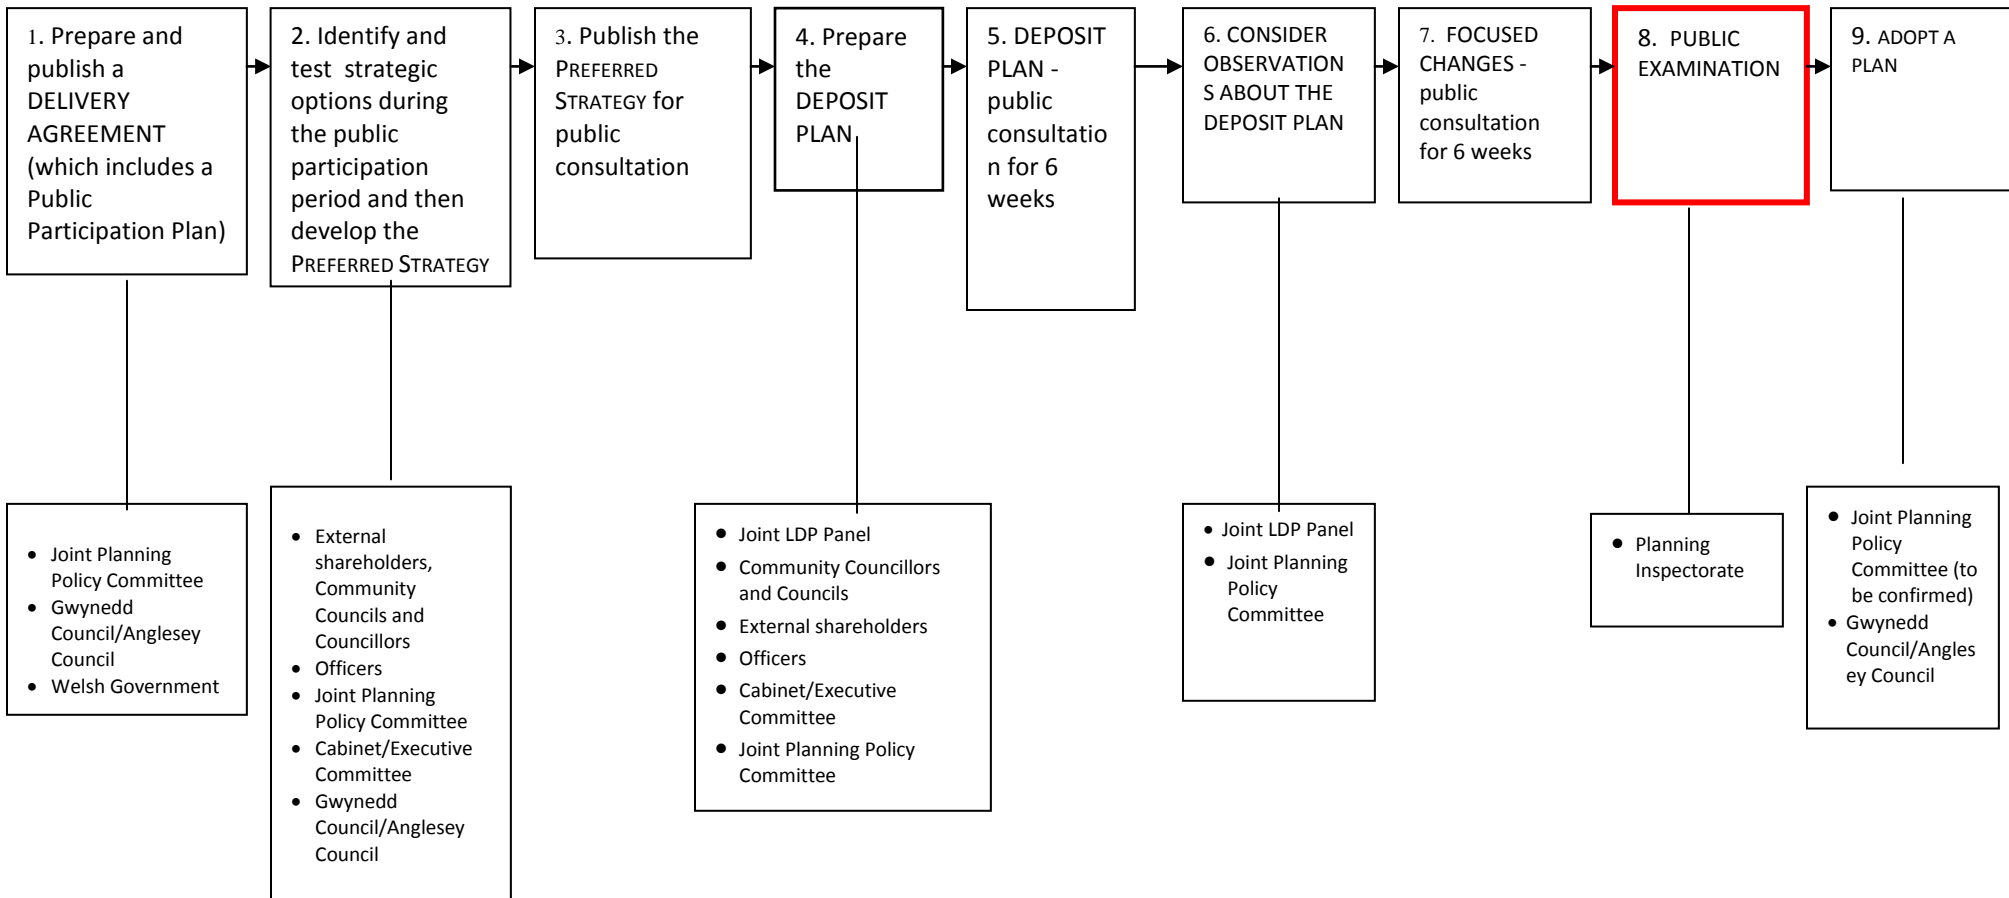 1. Prepare and
publish a
DELIVERY
AGREEMENT
(which includes a
Public
Participation Plan)
2. Identify and
test strategic
options during
the public
participation
period and then
develop the
PREFERRED STRATEGY
3. Publish the
PREFERRED
STRATEGY for
public
consultation
4. Prepare
the
DEPOSIT
PLAN
5. DEPOSIT
PLAN -
public
consultatio
n for 6
weeks
6. CONSIDER
OBSERVATION
S ABOUT THE
DEPOSIT PLAN
7. FOCUSED
CHANGES -
public
consultation
for 6 weeks
8. PUBLIC
EXAMINATION
9. ADOPT A
PLAN
• Joint Planning
Policy Committee
• Gwynedd
Council/Anglesey
Council
• Welsh Government
• External
shareholders,
Community
Councils and
Councillors
• Officers
• Joint Planning
Policy Committee
• Cabinet/Executive
Committee
• Gwynedd
Council/Anglesey
Council
• Joint LDP Panel
• Community Councillors
and Councils
• External shareholders
• Officers
• Cabinet/Executive
Committee
• Joint Planning Policy
Committee
• Joint LDP Panel
• Joint Planning
Policy
Committee
• Planning
Inspectorate
• Joint Planning
Policy
Committee (to
be confirmed)
• Gwynedd
Council/Angles
ey Council